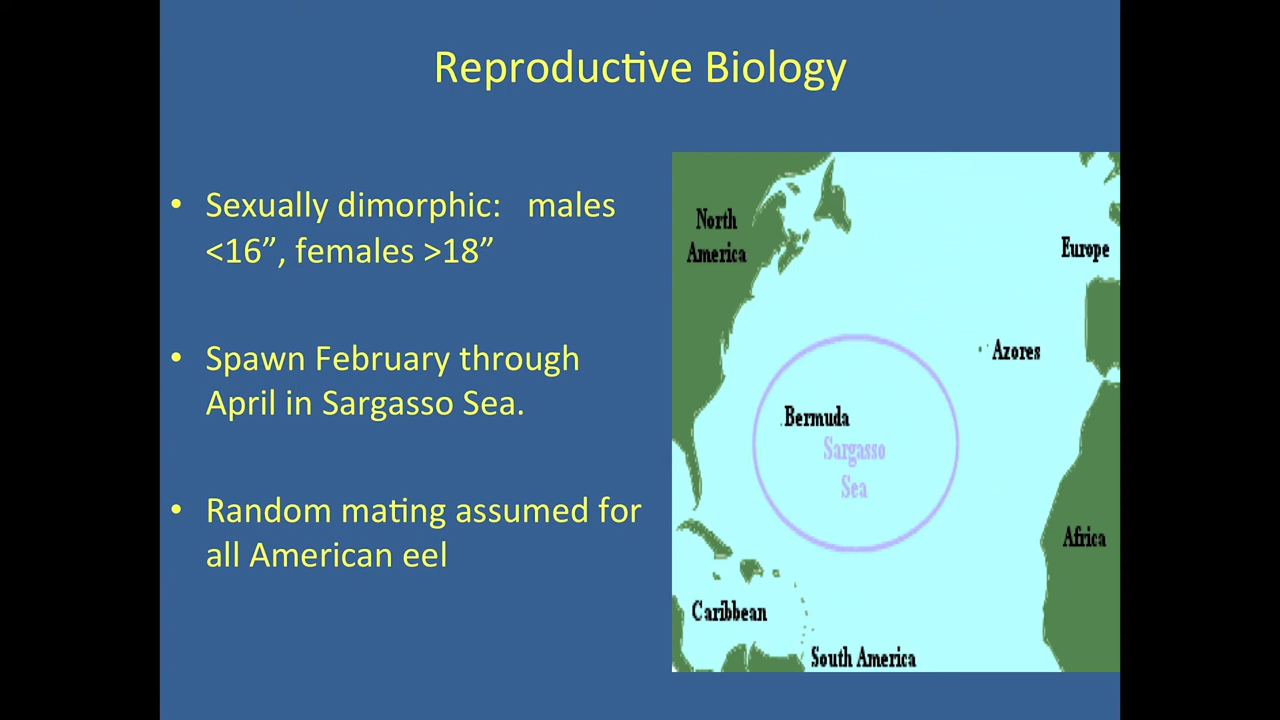 Reproductive Biology
• Sexually dimorphic:   males
<16”, females >18”
• Spawn February through
April in Sargasso Sea.
• Random mating assumed for
all American eel
North
America
Europe
Azores
Bermuda
Sargasso
Sea
Africa
Caribbean
South America